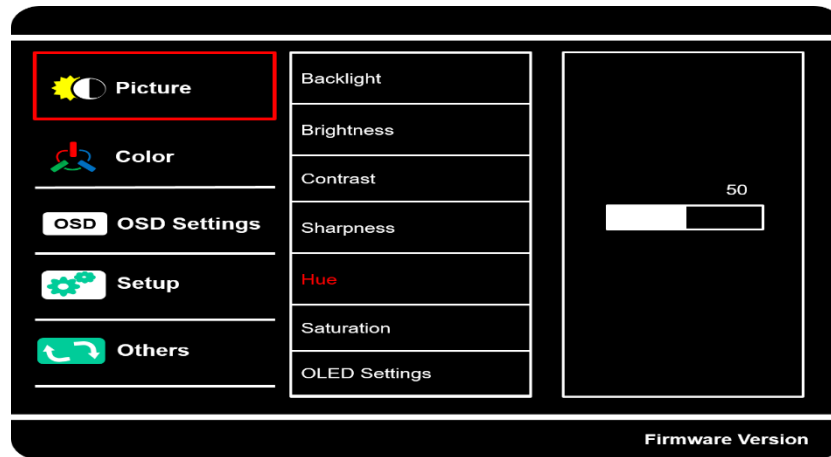 Picture
Color
OSD OSD Settings
Setup
Others
Backlight
Brightness
Contrast
Sharpness
Hue
Saturation
OLED Settings
50
Firmware Version